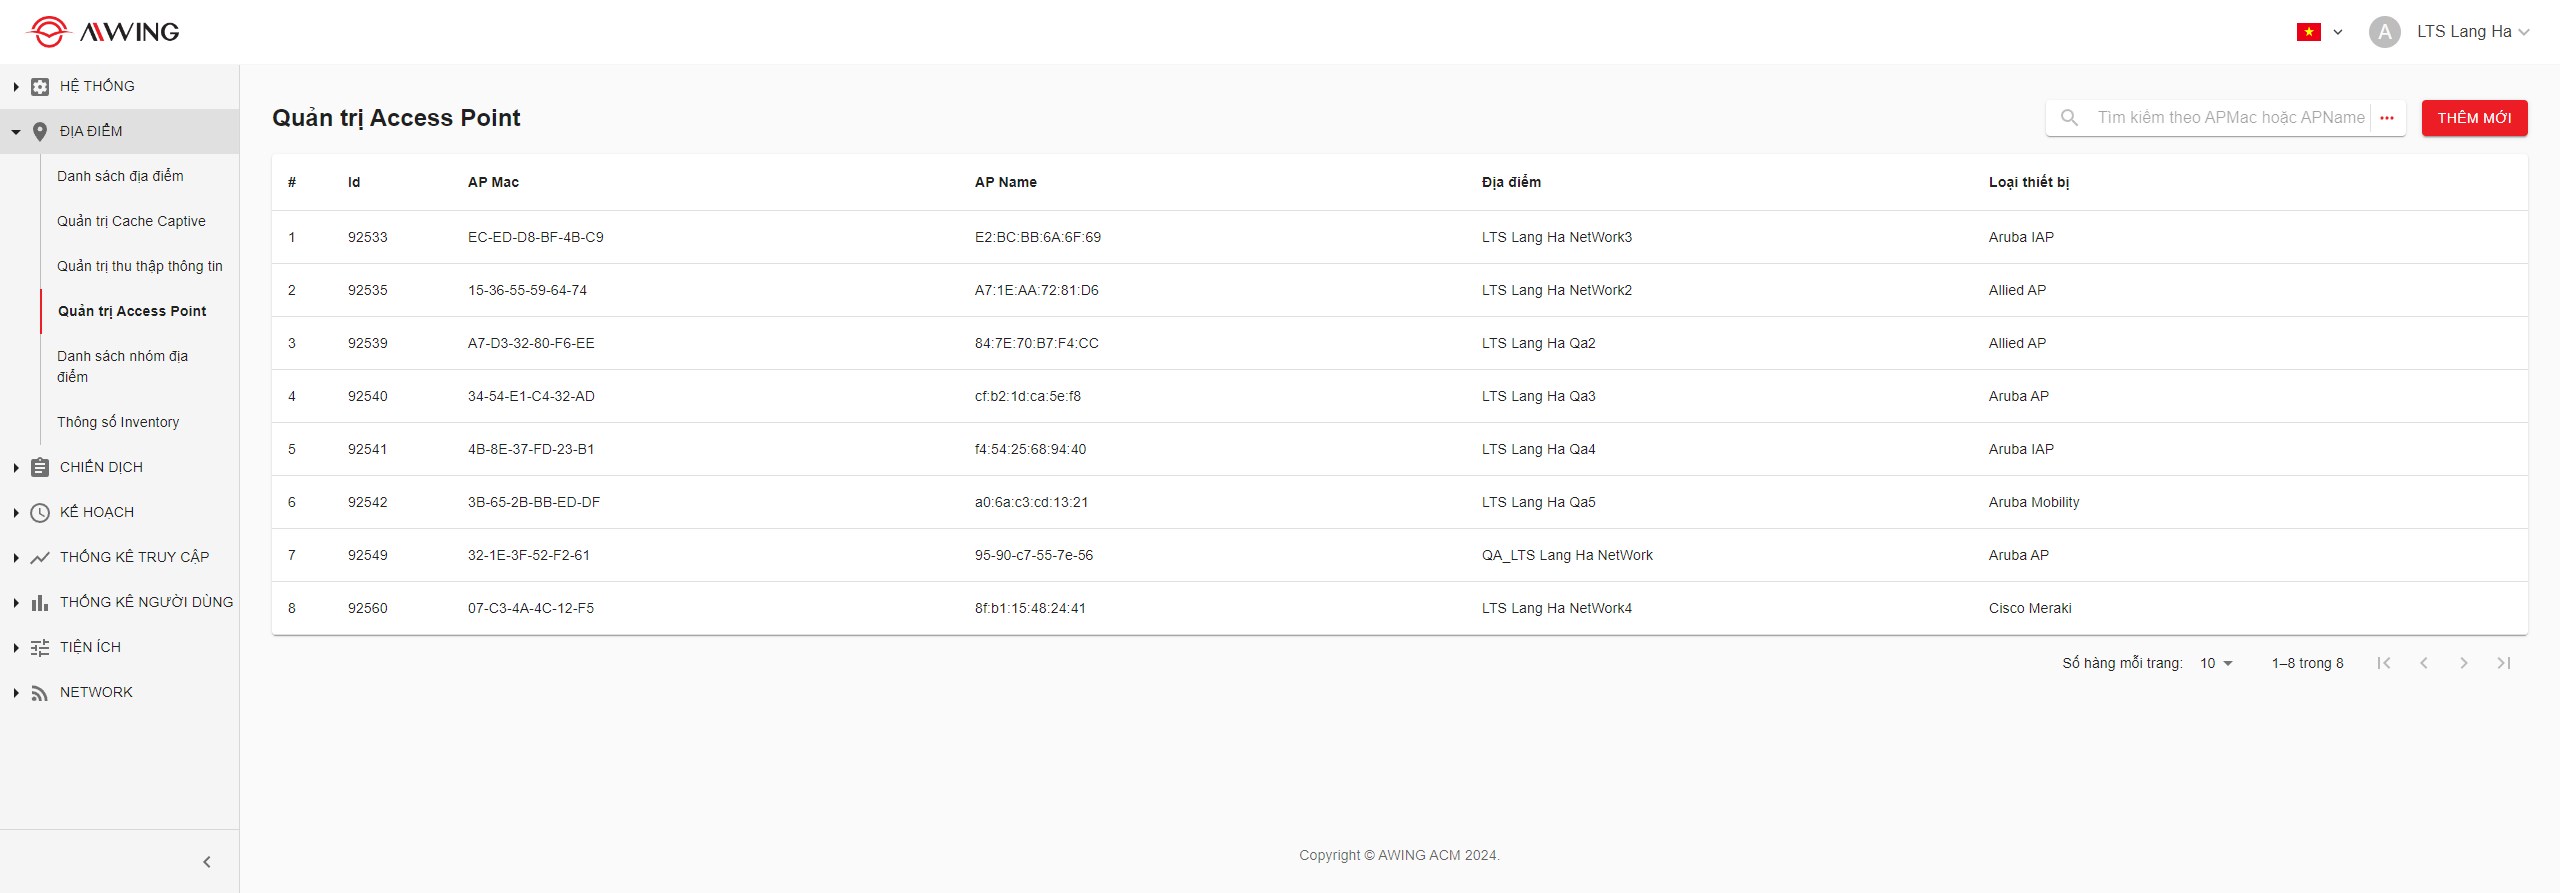 AWING
A LTS Lang Ha
HỆ THỐNG
ĐỊA ĐIỂM
Danh sách địa điểm
Quản trị Cache Captive
Quản trị thu thập thông tin
Quản trị Access Point
Danh sách nhóm địa
điểm
Thông số Inventory
CHIẾN DỊCH
KẾ HOẠCH
THỐNG KÊ TRUY CẬP
THỐNG KÊ NGƯỜI DÙNG
TIỆN ÍCH
NETWORK
Quản trị Access Point
Tìm kiếm theo APMac hoặc APName
THÊM MỚI
# Id AP Mac AP Name Địa điểm Loại thiết bị
1 92533 EC-ED-D8-BF-4B-C9 E2:BC:BB:6A:6F:69 LTS Lang Ha NetWork3 Aruba IAP
2 92535 15-36-55-59-64-74 A7:1E:AA:72:81:D6 LTS Lang Ha NetWork2 Allied AP
3 92539 A7-D3-32-80-F6-EE 84:7E:70:B7:F4:CC LTS Lang Ha Qa2 Allied AP
4 92540 34-54-E1-C4-32-AD cf:b2:1d:ca:5e:f8 LTS Lang Ha Qa3 Aruba AP
5 92541 4B-8E-37-FD-23-B1 f4:54:25:68:94:40 LTS Lang Ha Qa4 Aruba IAP
6 92542 3B-65-2B-BB-ED-DF a0:6a:c3:cd:13:21 LTS Lang Ha Qa5 Aruba Mobility
7 92549 32-1E-3F-52-F2-61 95-90-c7-55-7e-56 QA_LTS Lang Ha NetWork Aruba AP
8 92560 07-C3-4A-4C-12-F5 8f:b1:15:48:24:41 LTS Lang Ha NetWork4 Cisco Meraki
Số hàng mỗi trang: 10 1–8 trong 8
Copyright © AWING ACM 2024.